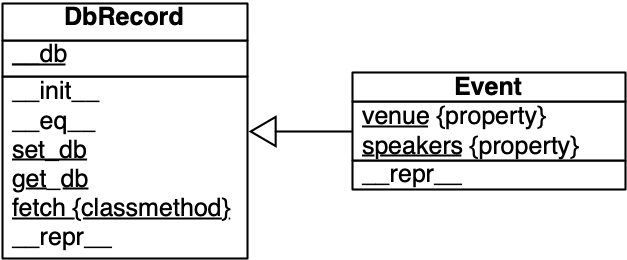 DbRecord
__db
__init__
__eq__
set_db
get_db
fetch {classmethod}
__repr__
Event
venue {property}
speakers {property}
__repr__